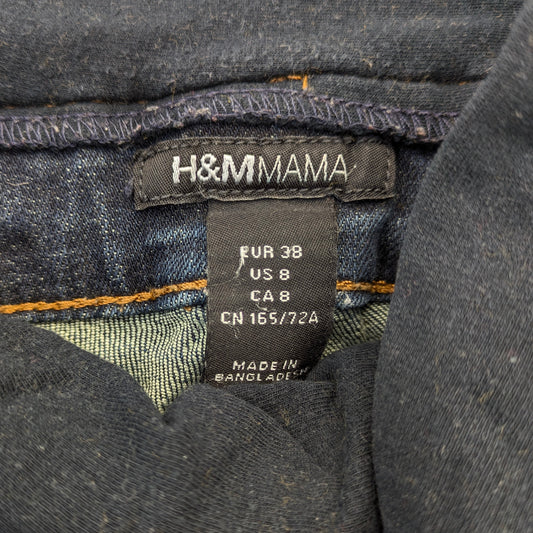 H&MMAMA
EUR 38
US 8
CA 8
CN 165/72A
MADE IN
BANGLADESH